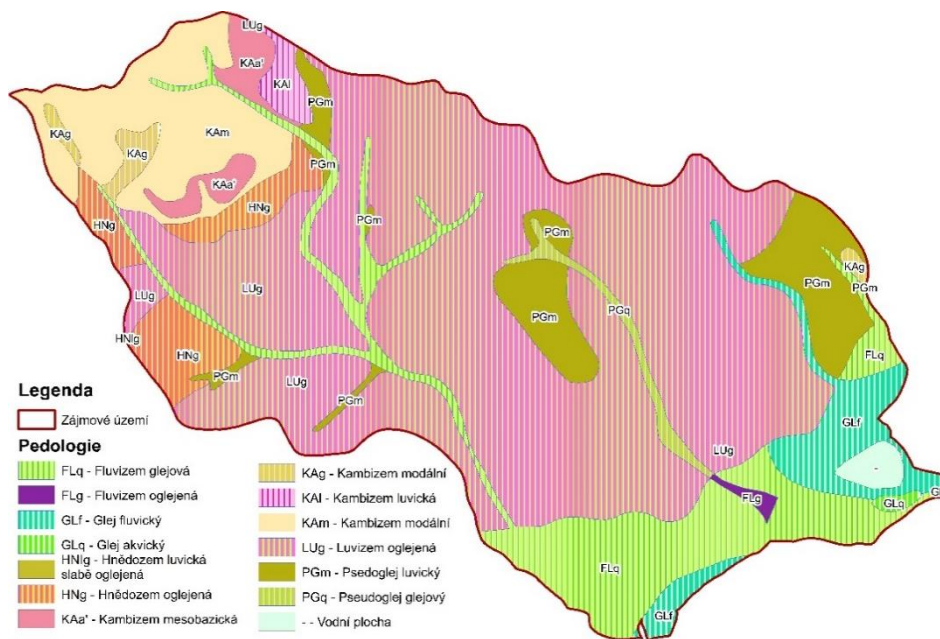 LUg
KAa'
KAl
PGm
KAg
KAm
KAg
PGm
KAa'
HNg
HNg
PGm
PGm
KAg
PGm
LUg
LUg
PGq
PGm
HNlg
HNg
FLq
PGm
LUg
PGm
GLf
LUg
FLg
GLq
FLq
GLf
Legenda
Zájmové území
Pedologie
FLq - Fluvizem glejová
FLg - Fluvizem oglejená
GLf - Glej fluvický
GLq - Glej akvický
HNlg - Hnědozem luvická
slabě oglejená
HNg - Hnědozem oglejená
KAa' - Kambizem mesobazická
KAg - Kambizem modální
KAl - Kambizem luvická
KAm - Kambizem modální
LUg - Luvizem oglejená
PGm - Psedoglej luvický
PGq - Pseudoglej glejový
- - Vodní plocha